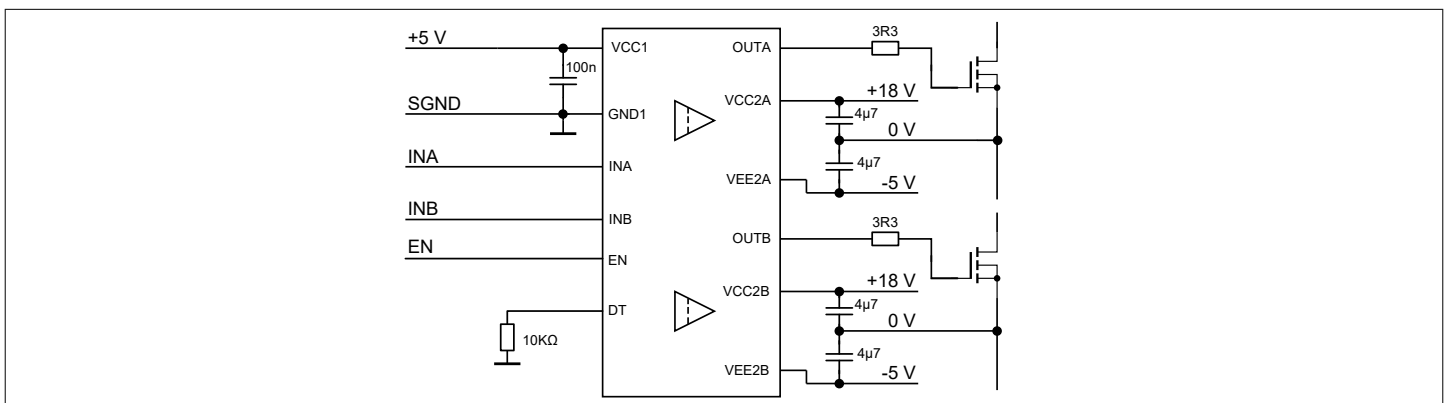 +5 V
100n
SGND
INA
INB
EN
10KΩ
VCC1
GND1
INA
INB
EN
DT
OUTA
VCC2A
VEE2A
OUTB
VCC2B
VEE2B
3R3
+18 V
4µ7
0 V
4µ7
-5 V
3R3
+18 V
4µ7
0 V
4µ7
-5 V